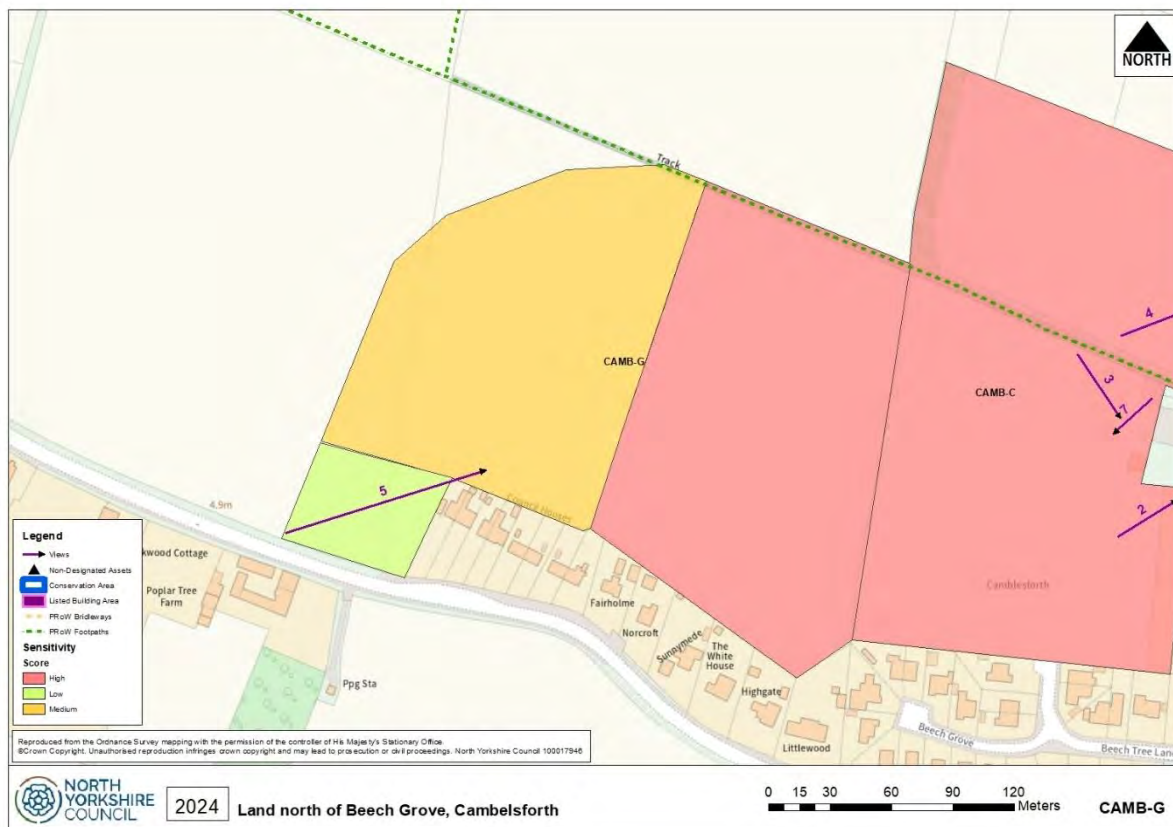 NORTH
Track
4
CAMB-G
3
CAMB-C
7
5
2
4.9m
Council Houses
Legend
Views
Non-Designated Assets
Conservation Area
Listed Building Area
PRoW Bridleways
PRoW Footpaths
Sensitivity
Score
High
Low
Medium
kwood Cottage
Poplar Tree
Farm
Ppg Sta
Fairholme
Norcroft
Sunnymede
The
White
House
Highgate
Littlewood
Camblesforth
Beech Grove
Beech Tree Lan
Reproduced from the Ordnance Survey mapping with the permission of the controller of His Majesty's Stationary Office.
©Crown Copyright. Unauthorised reproduction infringes crown copyright and may lead to prosecution or civil proceedings. North Yorkshire Council 100017946
NORTH
YORKSHIRE
COUNCIL
2024
Land north of Beech Grove, Cambelsforth
0 15 30 60 90 120
Meters
CAMB-G